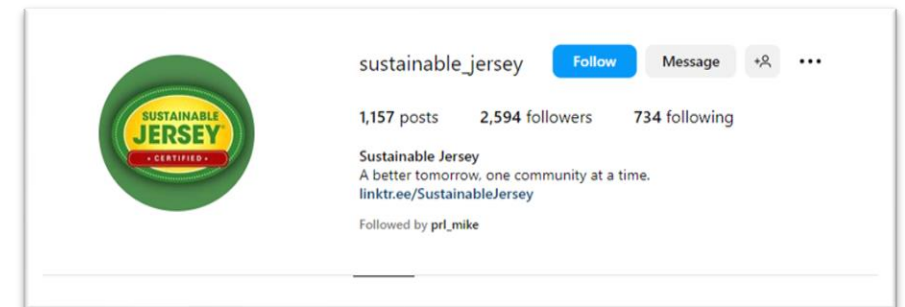 sustainable_jersey Follow Message
1,157 posts 2,594 followers 734 following
SUSTAINABLE
JERSEY
• CERTIFIED •
Sustainable Jersey
A better tomorrow, one community at a time.
linktr.ee/SustainableJersey
Followed by prl_mike